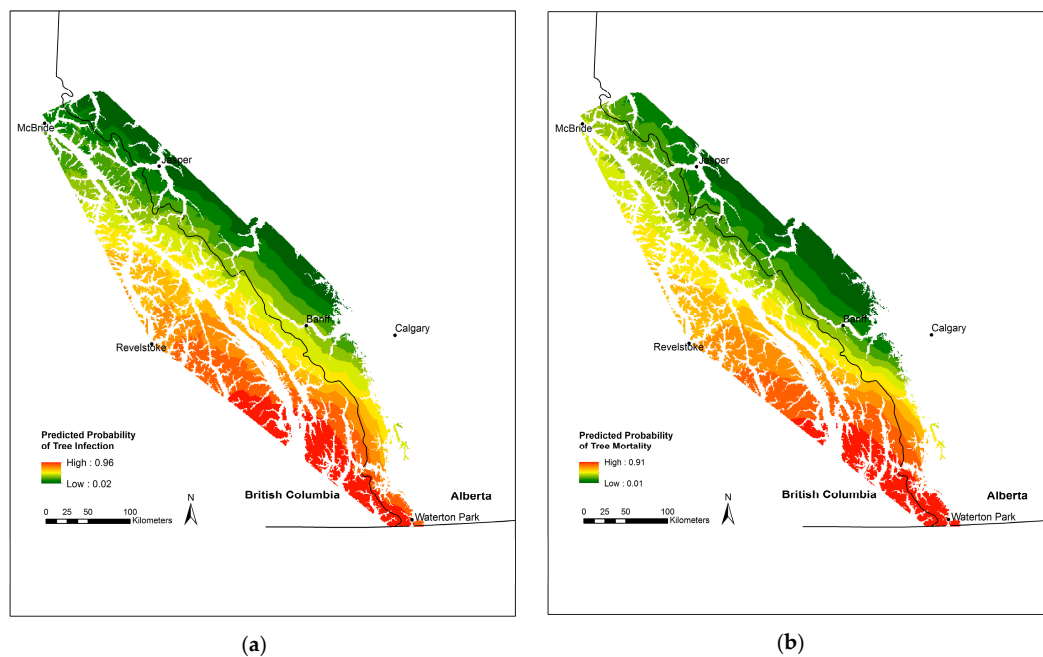 McBride
Jasper
Banff
Calgary
Revelstoke
Predicted Probability
of Tree Infection
High : 0.96
Low : 0.02
N
British Columbia
Alberta
0 25 50 100
Kilometers
Waterton Park
(a)
McBride
Jasper
Banff
Calgary
Revelstoke
Predicted Probability
of Tree Mortality
High : 0.91
Low : 0.01
N
British Columbia
Alberta
0 25 50 100
Kilometers
Waterton Park
(b)